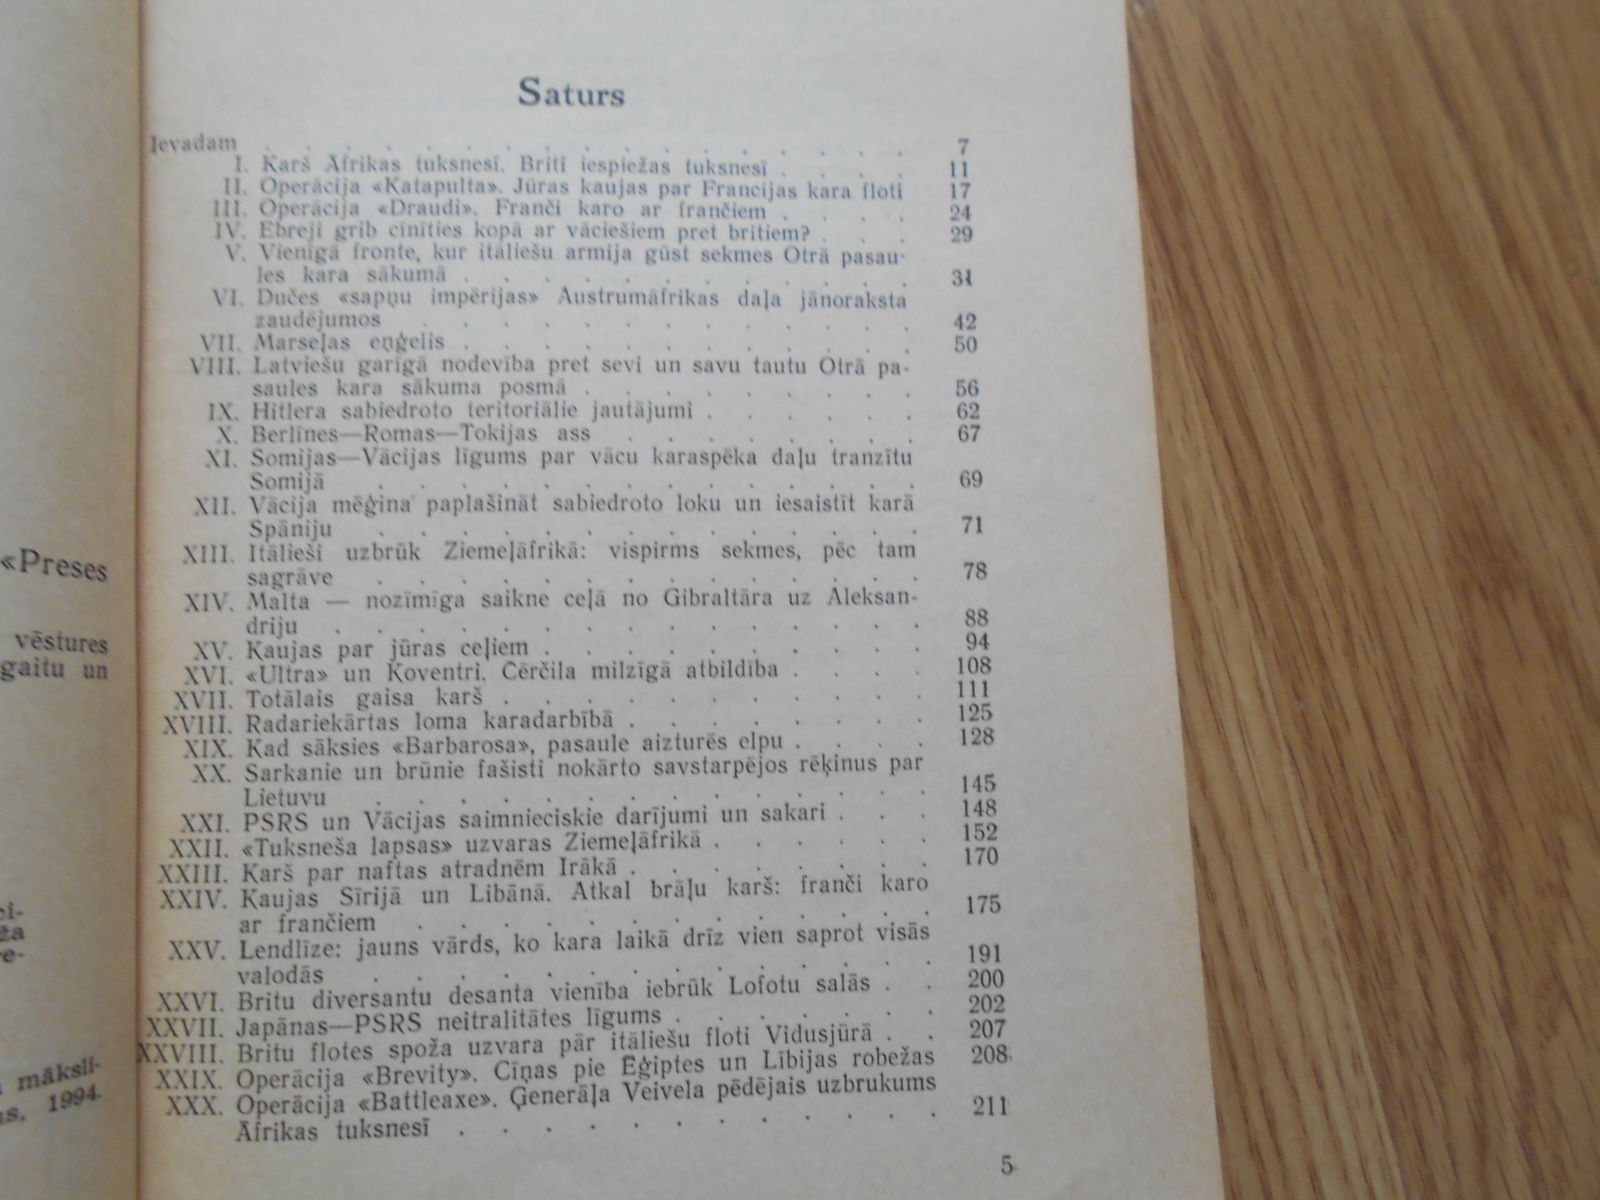 «Preses
vēstures
gaitu un
ci-
ža
e-
māksli-
1994.
Saturs
Ievadam . . . . . . . . . . . . 7
I. Karš Āfrikas tuksnesī. Briti iespiežas tuksnesī . . . . 11
II. Operācija «Katapulta». Jūras kaujas par Francijas kara floti 17
III. Operācija «Draudi». Franči karo ar frančiem . . . . 24
IV. Ebreji grib cīnīties kopā ar vāciešiem pret britiem? . . . 29
V. Vienīgā fronte, kur itāliešu armija gūst sekmes Otrā pasau-
les kara sākumā . . . . . . . . . . . 31
VI. Dučes «sapņu impērijas» Austrumāfrikas daļa jānoraksta
zaudējumos . . . . . . . . . . . . 42
VII. Marseļas eņģelis . . . . . . . . . . . 50
VIII. Latviešu garīgā nodevība pret sevi un savu tautu Otrā pa-
saules kara sākuma posmā . . . . . . . . . 56
IX. Hitlera sabiedroto teritoriālie jautājumi . . . . . . 62
X. Berlīnes—Romas—Tokijas ass . . . . . . . . 67
XI. Somijas—Vācijas līgums par vācu karaspēka daļu tranzītu
Somijā . . . . . . . . . . . . . 69
XII. Vācija mēģina paplašināt sabiedroto loku un iesaistīt karā
Spāniju . . . . . . . . . . . . . 71
XIII. Itālieši uzbrūk Ziemeļāfrikā: vispirms sekmes, pēc tam
sagrāve . . . . . . . . . . . . . 78
XIV. Malta — nozīmīga saikne ceļā no Gibraltāra uz Aleksan-
driju . . . . . . . . . . . . . . 88
XV. Kaujas par jūras ceļiem . . . . . . . . . 94
XVI. «Ultra» un Koventri. Čērčila milzīgā atbildība . . . . 108
XVII. Totālais gaisa karš . . . . . . . . . . 111
XVIII. Radariekārtas loma karadarbībā . . . . . . . 125
XIX. Kad sāksies «Barbarosa», pasaule aizturēs elpu . . . . 128
XX. Sarkanie un brūnie fašisti nokārto savstarpējos rēķinus par
Lietuvu . . . . . . . . . . . . . 145
XXI. PSRS un Vācijas saimnieciskie darījumi un sakari . . . 148
XXII. «Tuksneša lapsas» uzvaras Ziemeļāfrikā . . . . . . 152
XXIII. Karš par naftas atradnēm Irākā . . . . . . . 170
XXIV. Kaujas Sīrijā un Libānā. Atkal brāļu karš: franči karo
ar frančiem . . . . . . . . . . . . 175
XXV. Lendlīze: jauns vārds, ko kara laikā drīz vien saprot visās
valodās . . . . . . . . . . . . . 191
XXVI. Britu diversantu desanta vienība iebrūk Lofotu salās . . 200
XXVII. Japānas—PSRS neitralitātes līgums . . . . . . . 202
XXVIII. Britu flotes spoža uzvara pār itāliešu floti Vidusjūrā . . 207
XXIX. Operācija «Brevity». Cīņas pie Ēģiptes un Lībijas robežas 208
XXX. Operācija «Battleaxe». Ģenerāļa Veivela pēdējais uzbrukums
Āfrikas tuksnesī . . . . . . . . . . . 211
5